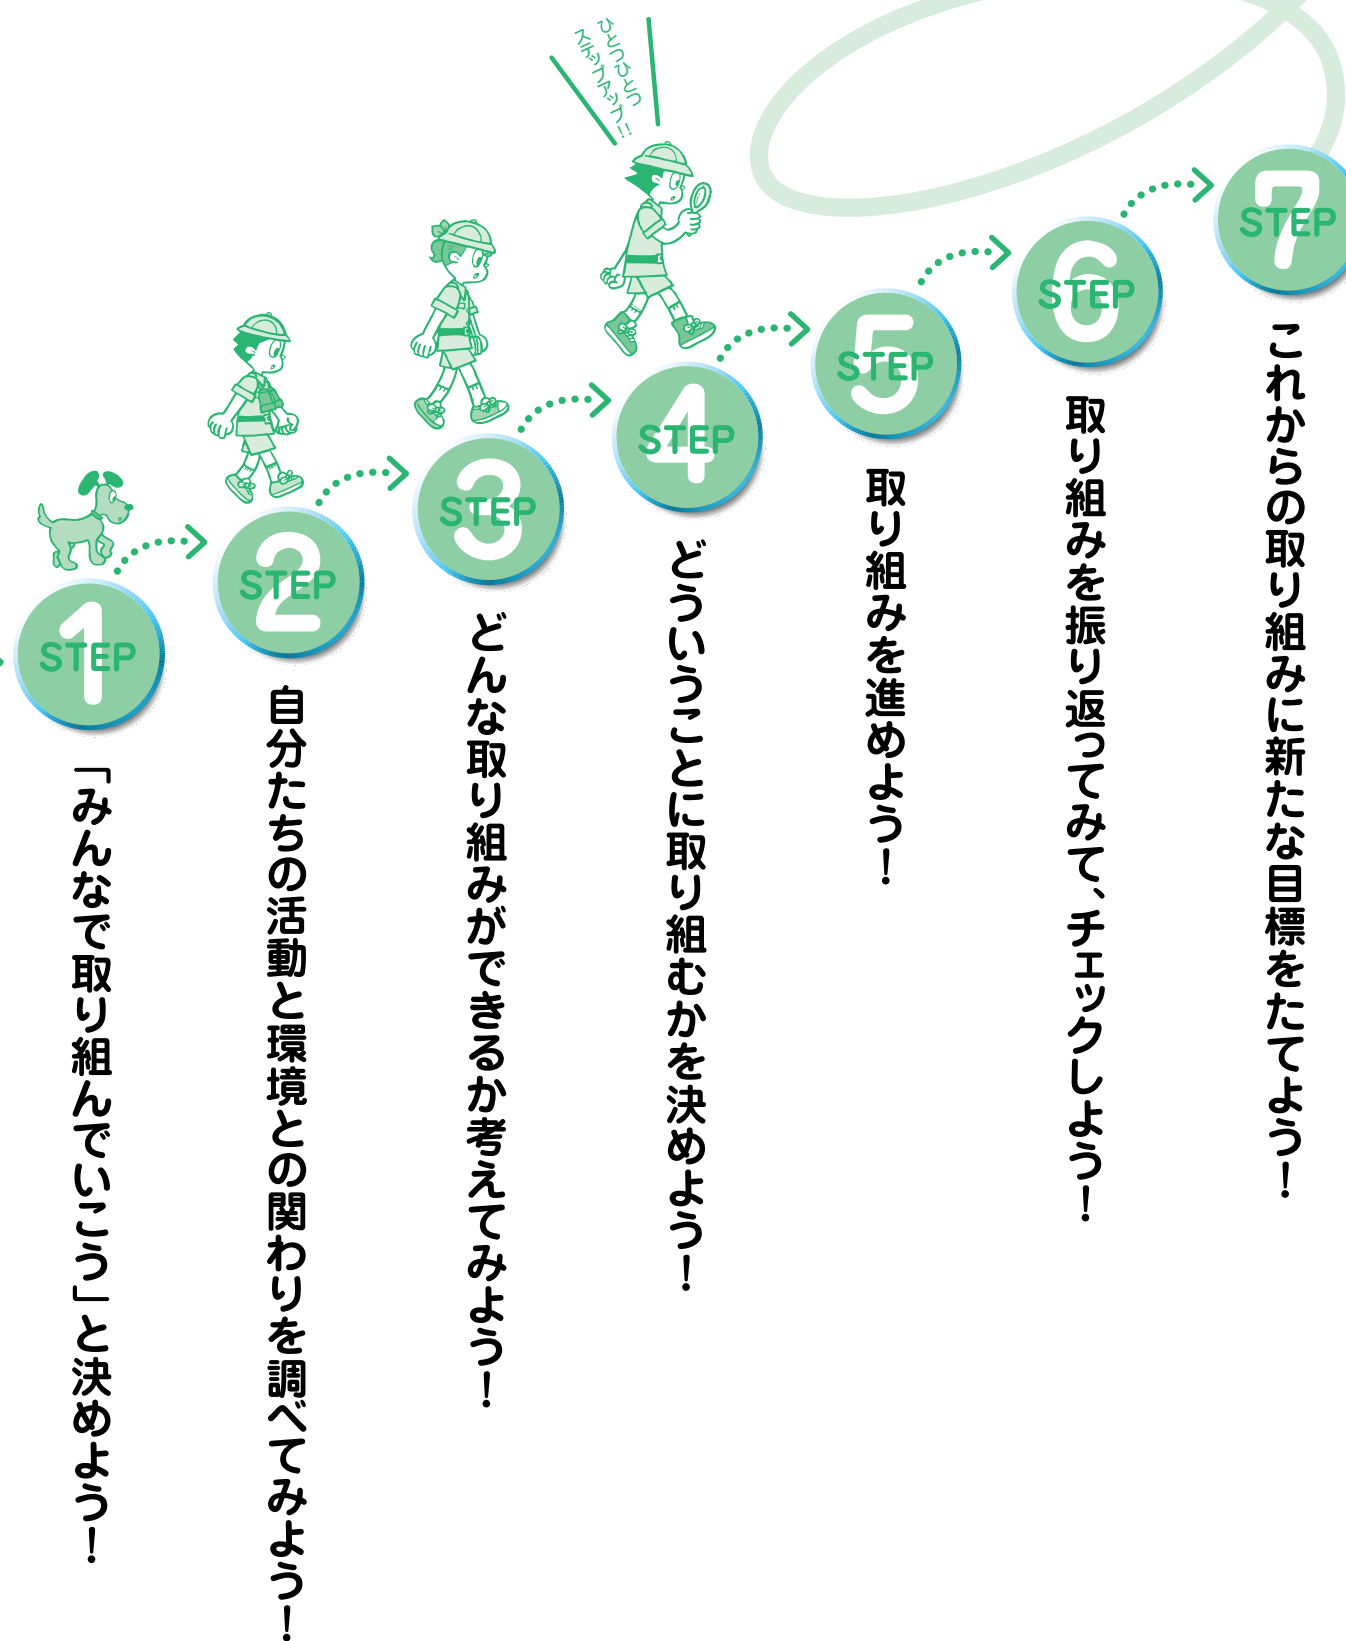 ひとつひとつ
ステップアップ!!
STEP 1
「みんなで取り組んでいこう」と決めよう！
STEP 2
自分たちの活動と環境との関わりを調べてみよう！
STEP 3
どんな取り組みができるか考えてみよう！
STEP 4
どういうことに取り組むかを決めよう！
STEP 5
取り組みを進めよう！
STEP 6
取り組みを振り返ってみて、チェックしよう！
STEP 7
これからの取り組みに新たな目標をたてよう！